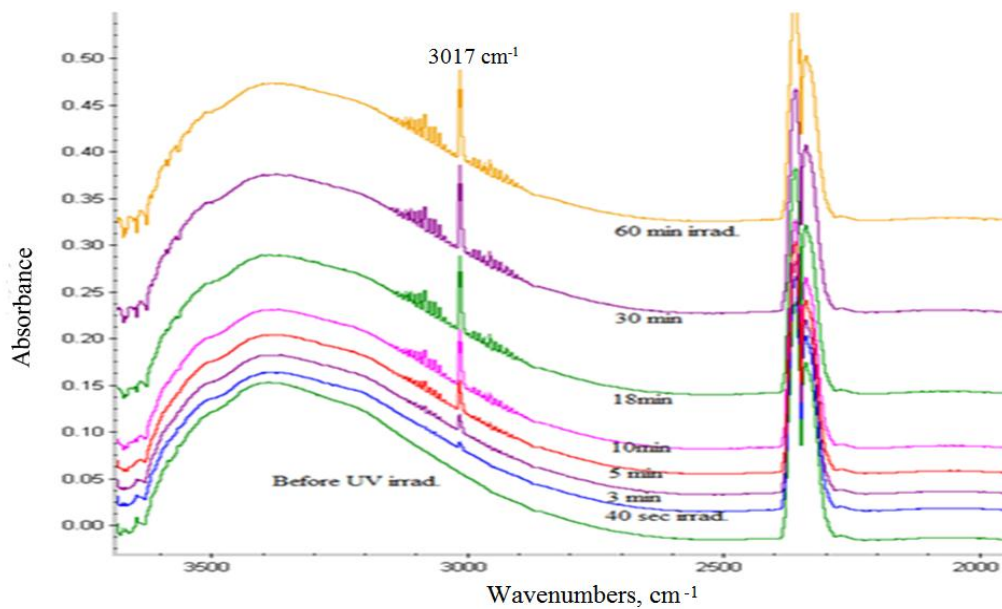 3017 cm-1
0.50
0.45
0.40
0.35
0.30
0.25
0.20
0.15
0.10
0.05
0.00
Absorbance
60 min irrad.
30 min
18min
10min
5 min
3 min
40 sec irrad.
Before UV irrad.
3500 3000 2500 2000
Wavenumbers, cm-1